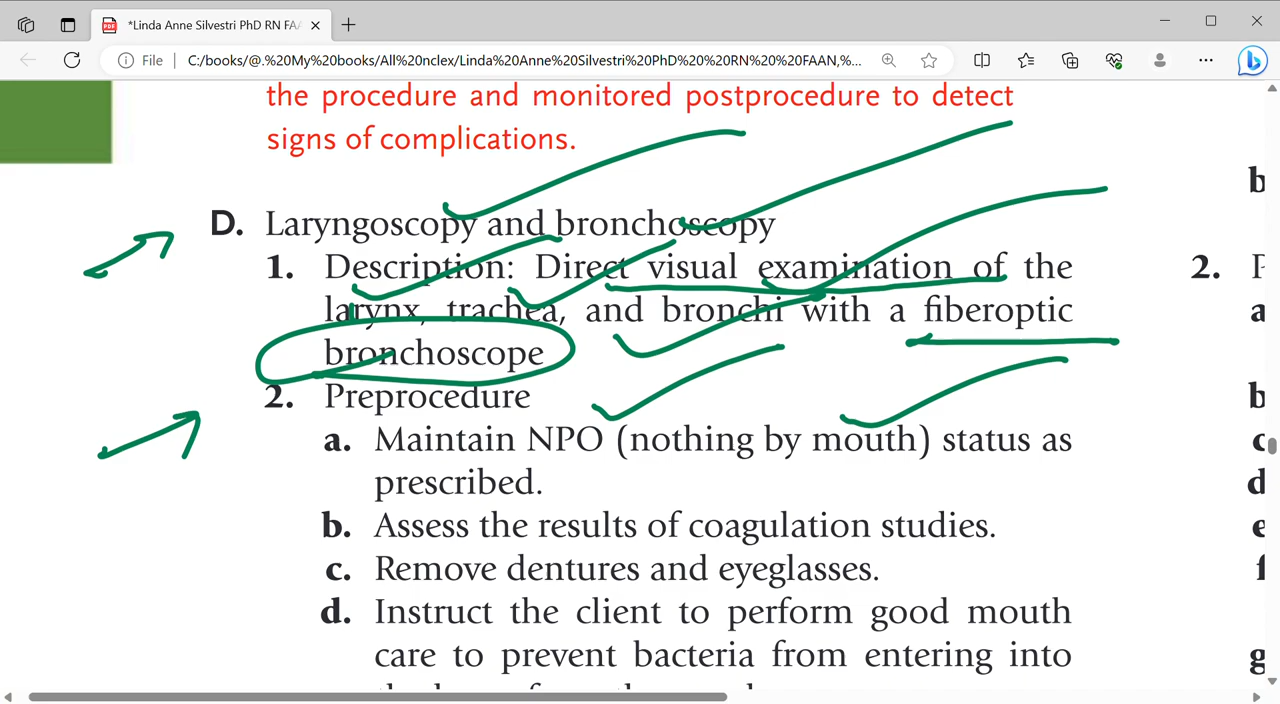 *Linda Anne Silvestri PhD RN FAA
File
C:/books/@.%20My%20books/All%20nclex/Linda%20Anne%20Silvestri%20PhD%20%20RN%20%20FAAN,%...
the procedure and monitored postprocedure to detect
signs of complications.
D. Laryngoscopy and bronchoscopy
1. Description: Direct visual examination of the
larynx, trachea, and bronchi with a fiberoptic
bronchoscope
2. Preprocedure
a. Maintain NPO (nothing by mouth) status as
prescribed.
b. Assess the results of coagulation studies.
c. Remove dentures and eyeglasses.
d. Instruct the client to perform good mouth
care to prevent bacteria from entering into
b
2.
a
b
c
d
e
f
g